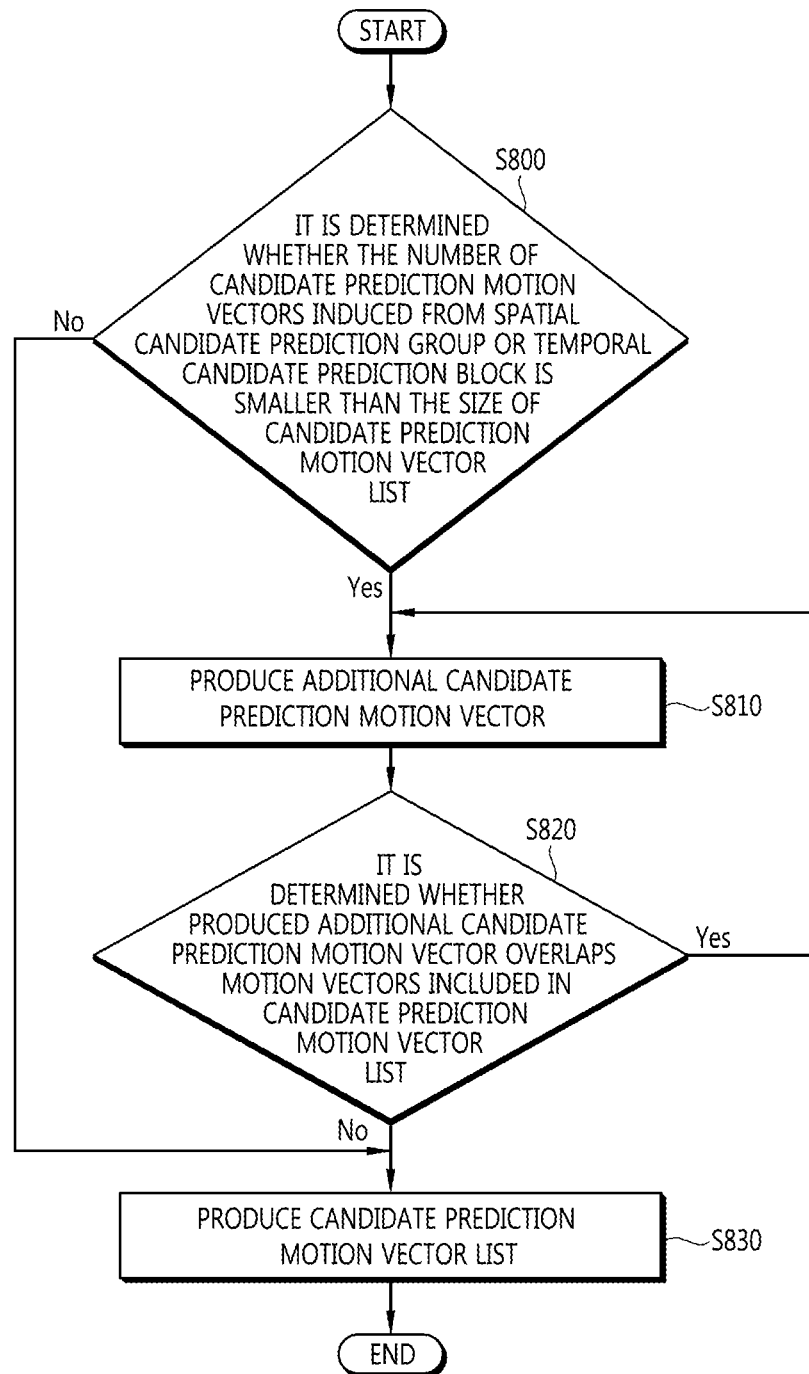 START
S800
IT IS DETERMINED
WHETHER THE NUMBER OF
CANDIDATE PREDICTION MOTION
VECTORS INDUCED FROM SPATIAL
CANDIDATE PREDICTION GROUP OR TEMPORAL
CANDIDATE PREDICTION BLOCK IS
SMALLER THAN THE SIZE OF
CANDIDATE PREDICTION
MOTION VECTOR
LIST
No
Yes
PRODUCE ADDITIONAL CANDIDATE
PREDICTION MOTION VECTOR
S810
S820
IT IS
DETERMINED WHETHER
PRODUCED ADDITIONAL CANDIDATE
PREDICTION MOTION VECTOR OVERLAPS
MOTION VECTORS INCLUDED IN
CANDIDATE PREDICTION
MOTION VECTOR
LIST
Yes
No
PRODUCE CANDIDATE PREDICTION
MOTION VECTOR LIST
S830
END